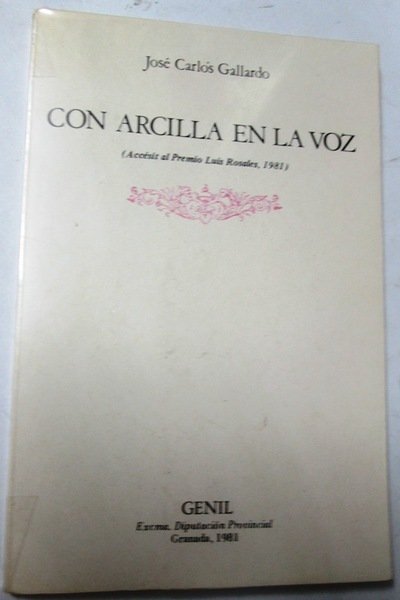 José Carlos Gallardo
CON ARCILLA EN LA VOZ
(Accésit al Premio Luis Rosales, 1981)
GENIL
Excma. Diputación Provincial
Granada, 1981